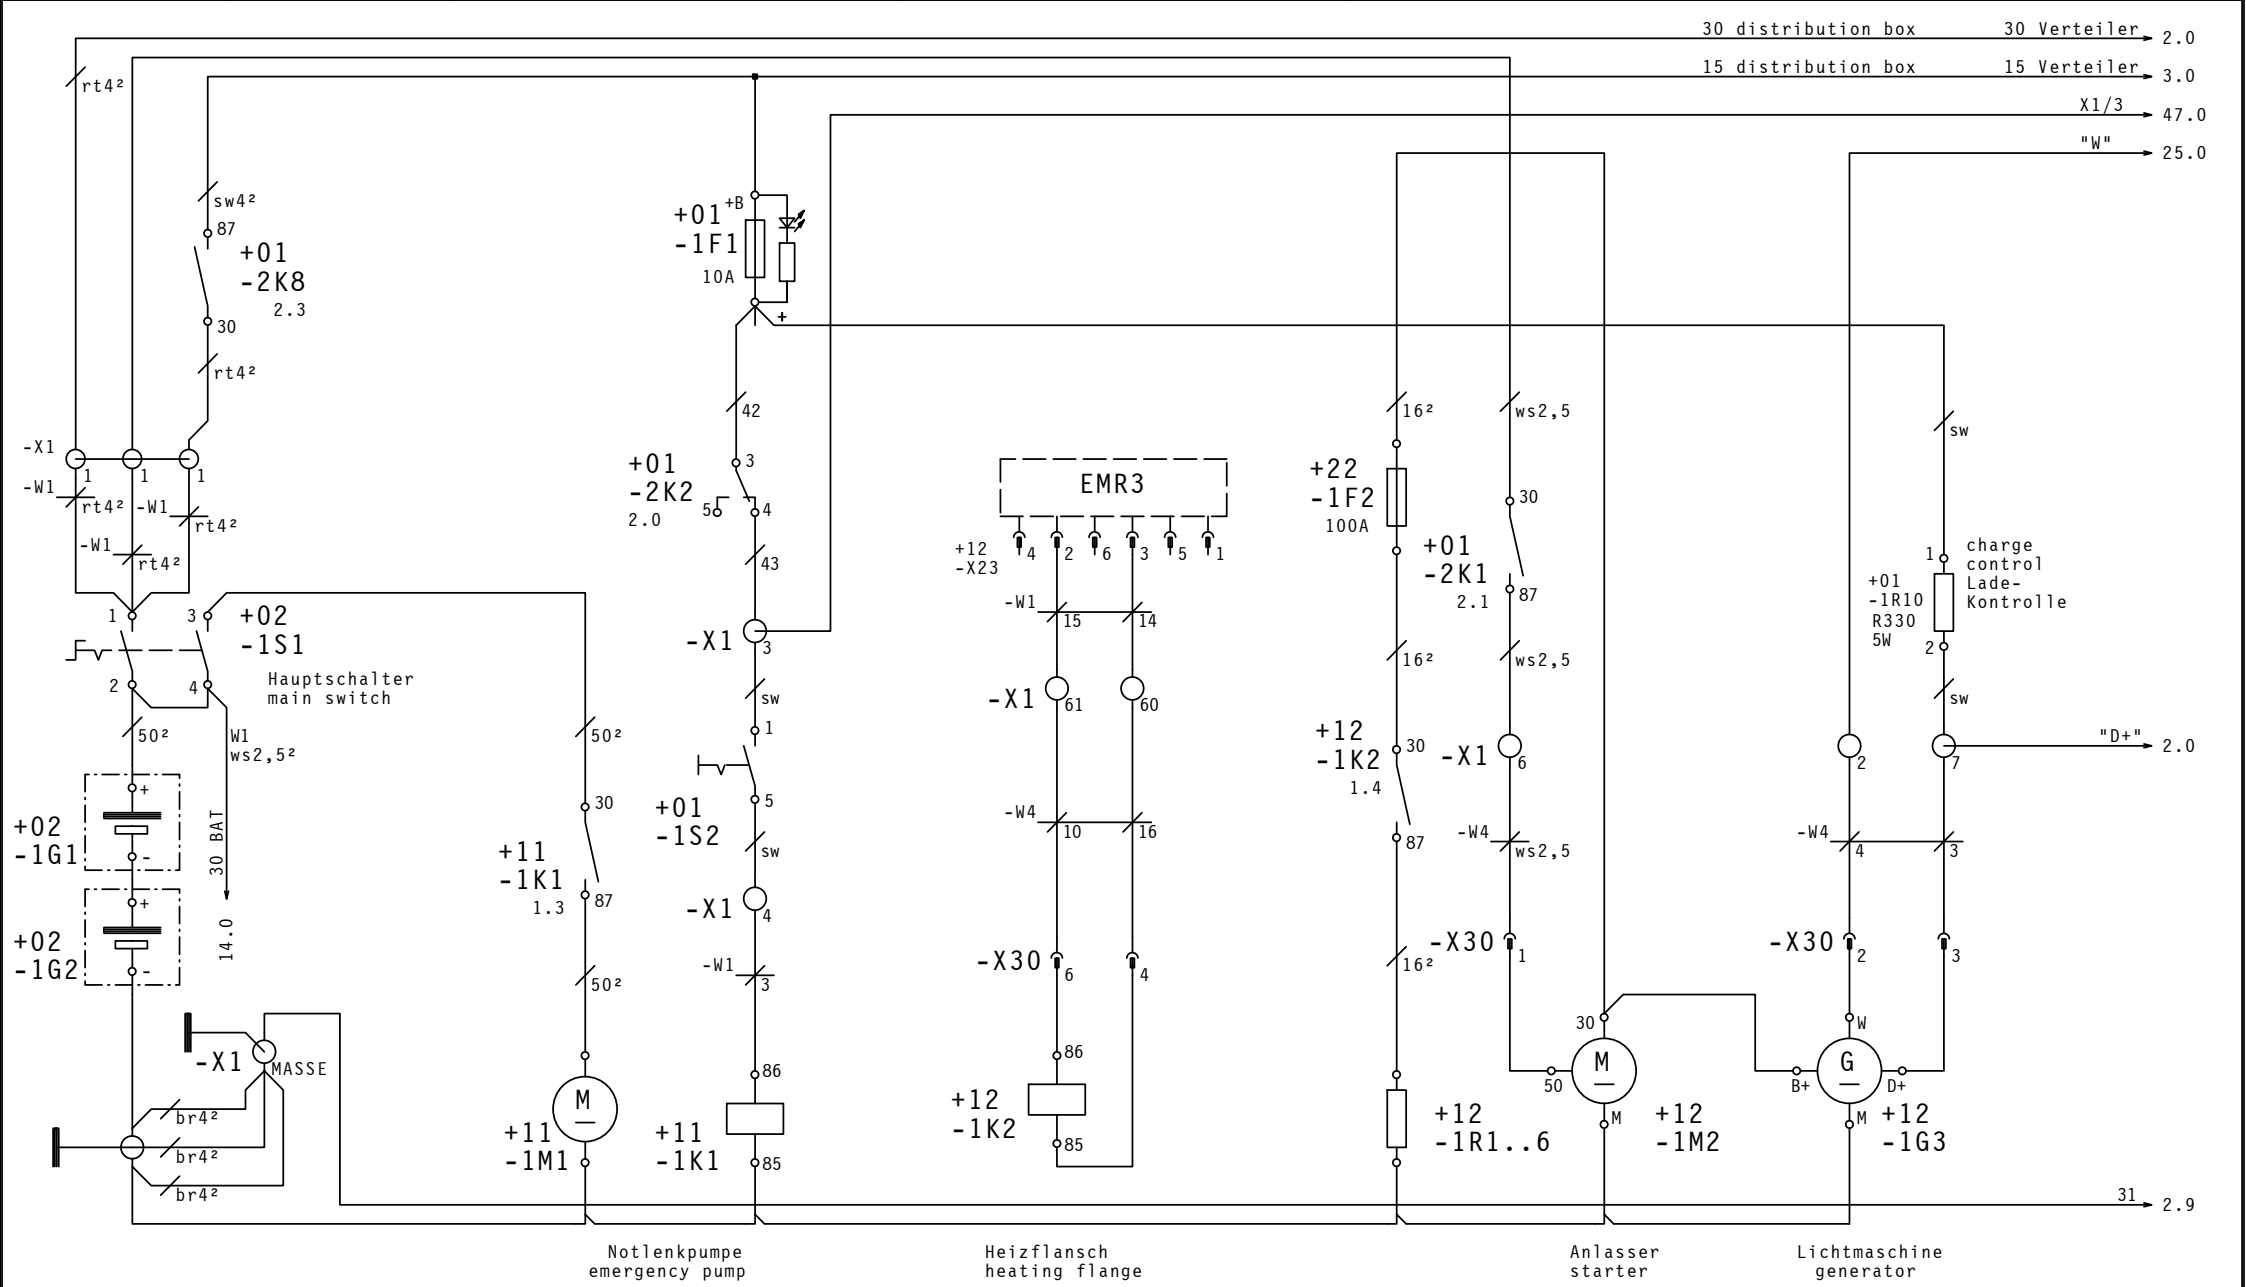 30 distribution box 30 Verteiler 2.0
15 distribution box 15 Verteiler 3.0
X1/3 47.0
"W" 25.0
rt4²
sw4²
87
+01
-2K8
2.3
30
rt4²
+01 +B
-1F1
10A
+
42
-X1
1 1 1
-W1
rt4²
-W1
rt4²
-W1
rt4²
+01
-2K2
2.0
3
5 4
43
EMR3
+12
-X23
4 2 6 3 5 1
16²
+22
-1F2
100A
ws2,5
30
+01
-2K1
2.1
87
sw
1
charge
control
Lade-
Kontrolle
+01
-1R10
R330
5W
2
1 3
+02
-1S1
2 4
Hauptschalter
main switch
50²
W1
ws2,5²
30 BAT
14.0
-X1
3
sw
1
+01
-1S2
5
sw
-X1
4
-W1
3
-W1
15 14
-X1
61 60
-W4
10 16
-X30
6 4
16²
ws2,5
+12
-1K2
1.4
30
87
-X1
6
-W4
ws2,5
16²
-X30
1
sw
"D+" 2.0
2 7
-W4
4 3
-X30
2 3
+02
-1G1
+
-
+02
-1G2
+
-
50²
30
+11
-1K1
1.3
87
50²
-X1
MASSE
br4²
br4²
br4²
M
+11
-1M1
86
+11
-1K1
85
86
+12
-1K2
85
+12
-1R1..6
30
50
M
M
+12
-1M2
W
B+
G
D+
M
+12
-1G3
31 2.9
Notlenkpumpe
emergency pump
Heizflansch
heating flange
Anlasser
starter
Lichtmaschine
generator